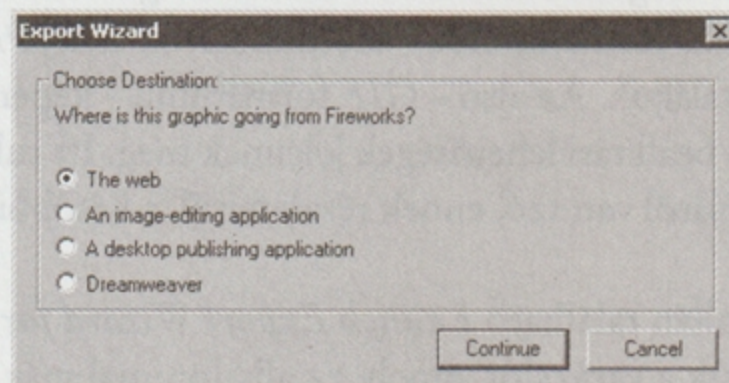 Export Wizard
Choose Destination:
Where is this graphic going from Fireworks?
The web
An image-editing application
A desktop publishing application
Dreamweaver
Continue
Cancel